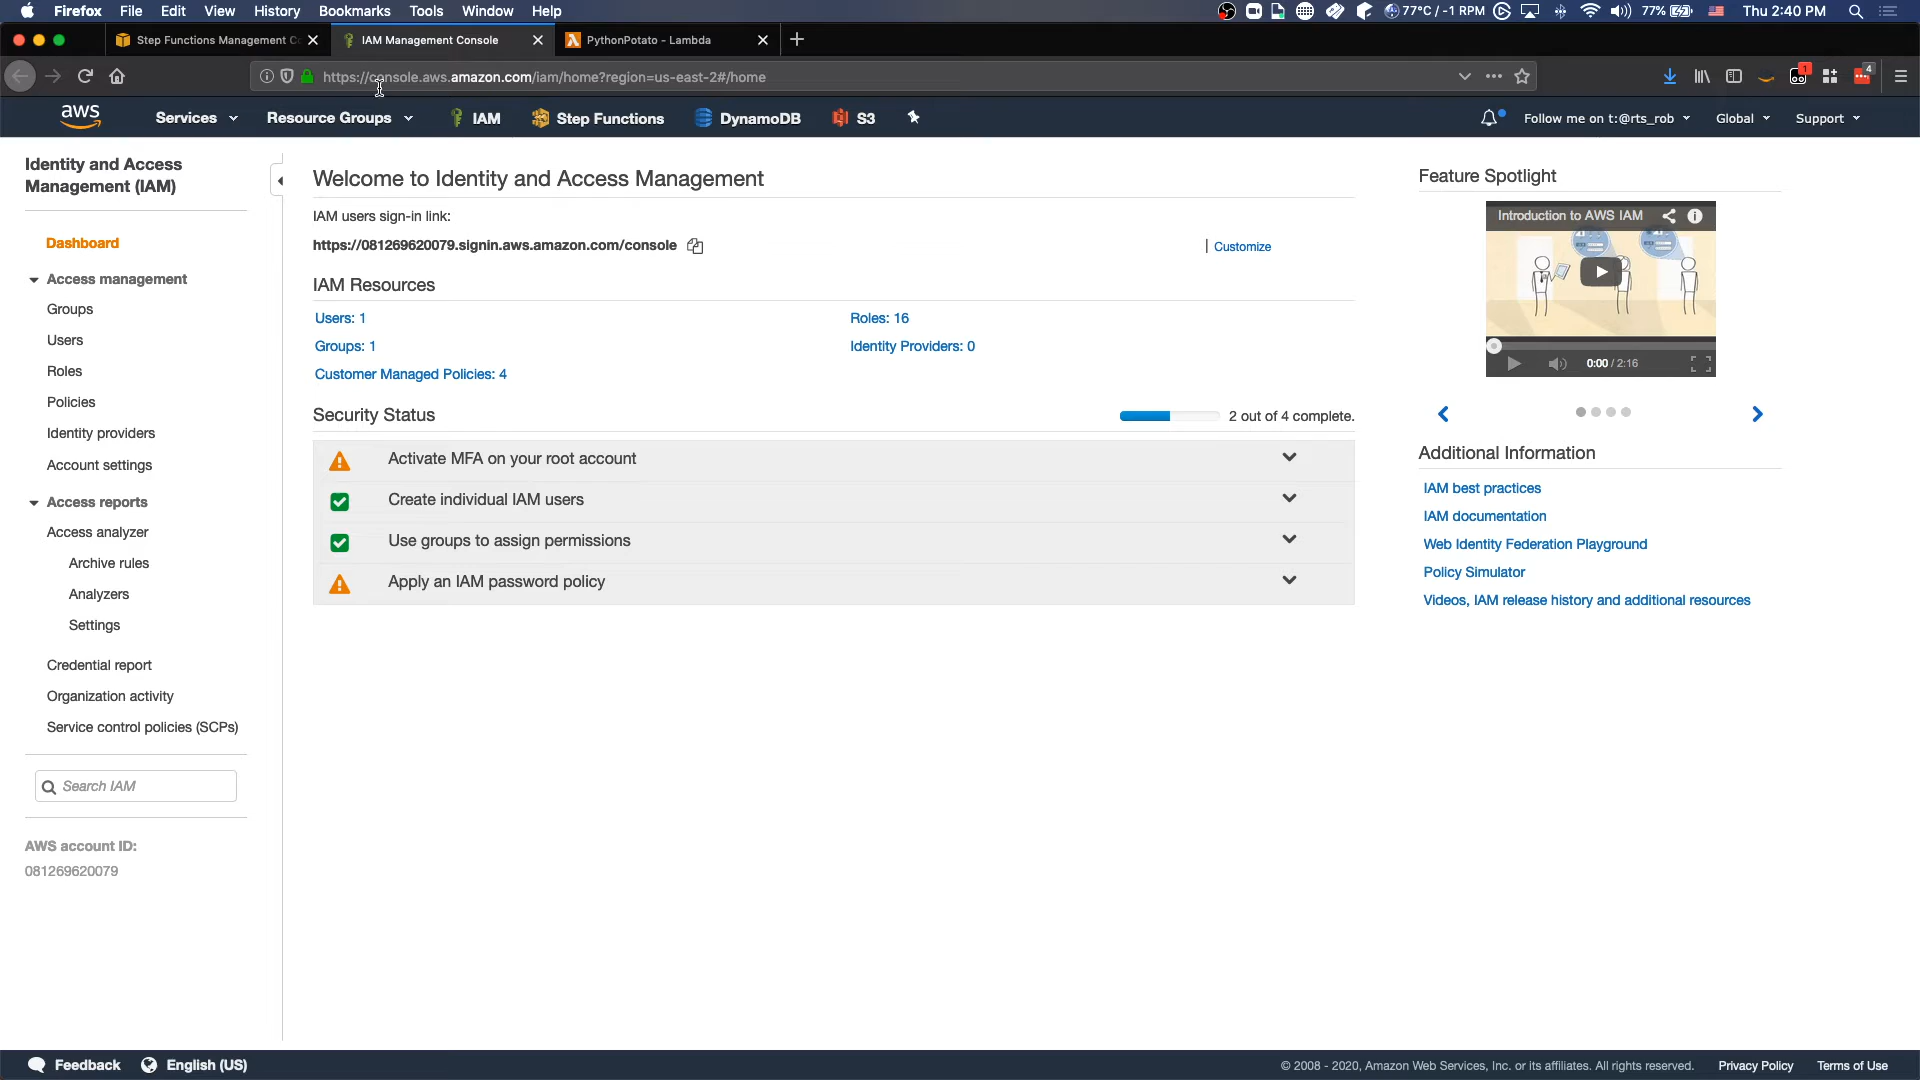 Firefox File Edit View History Bookmarks Tools Window Help
77°C / -1 RPM 77% Thu 2:40 PM
Step Functions Management Co
IAM Management Console
PythonPotato - Lambda
https://console.aws.amazon.com/iam/home?region=us-east-2#/home
1
4
aws Services Resource Groups IAM Step Functions DynamoDB S3 Follow me on t:@rts_rob Global Support
Identity and Access
Management (IAM)
Dashboard
Access management
Groups
Users
Roles
Policies
Identity providers
Account settings
Access reports
Access analyzer
Archive rules
Analyzers
Settings
Credential report
Organization activity
Service control policies (SCPs)
Search IAM
AWS account ID:
081269620079
Welcome to Identity and Access Management
IAM users sign-in link:
https://081269620079.signin.aws.amazon.com/console
| Customize
IAM Resources
Users: 1
Roles: 16
Groups: 1
Identity Providers: 0
Customer Managed Policies: 4
Security Status
2 out of 4 complete.
Activate MFA on your root account
Create individual IAM users
Use groups to assign permissions
Apply an IAM password policy
Feature Spotlight
Introduction to AWS IAM
0:00 / 2:16
Additional Information
IAM best practices
IAM documentation
Web Identity Federation Playground
Policy Simulator
Videos, IAM release history and additional resources
Feedback English (US)
© 2008 - 2020, Amazon Web Services, Inc. or its affiliates. All rights reserved. Privacy Policy Terms of Use